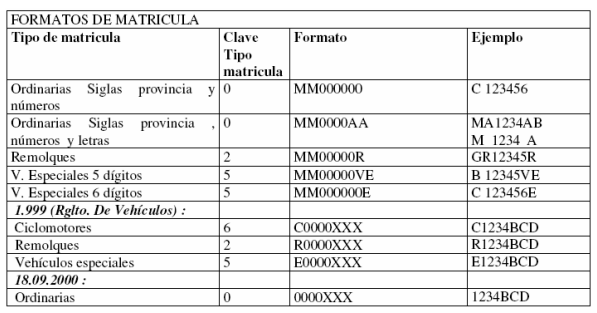 FORMATOS DE MATRICULA
Tipo de matricula Clave Tipo matricula Formato Ejemplo
Ordinarias Siglas provincia y números 0 MM000000 C 123456
Ordinarias Siglas provincia , números y letras 0 MM0000AA MA1234AB
M 1234 A
Remolques 2 MM00000R GR12345R
V. Especiales 5 dígitos 5 MM00000VE B 12345VE
V. Especiales 6 dígitos 5 MM000000E C 123456E
1.999 (Rglto. De Vehículos) :
Ciclomotores 6 C0000XXX C1234BCD
Remolques 2 R0000XXX R1234BCD
Vehículos especiales 5 E0000XXX E1234BCD
18.09.2000 :
Ordinarias 0 0000XXX 1234BCD